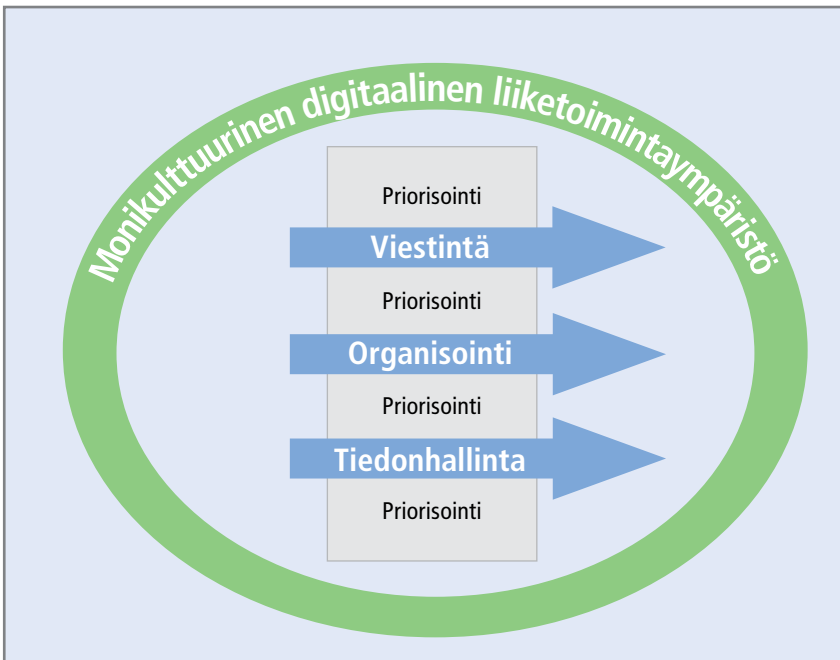 Monikulttuurinen digitaalinen liiketoimintaympäristö
Priorisointi
Viestintä
Priorisointi
Organisointi
Priorisointi
Tiedonhallinta
Priorisointi